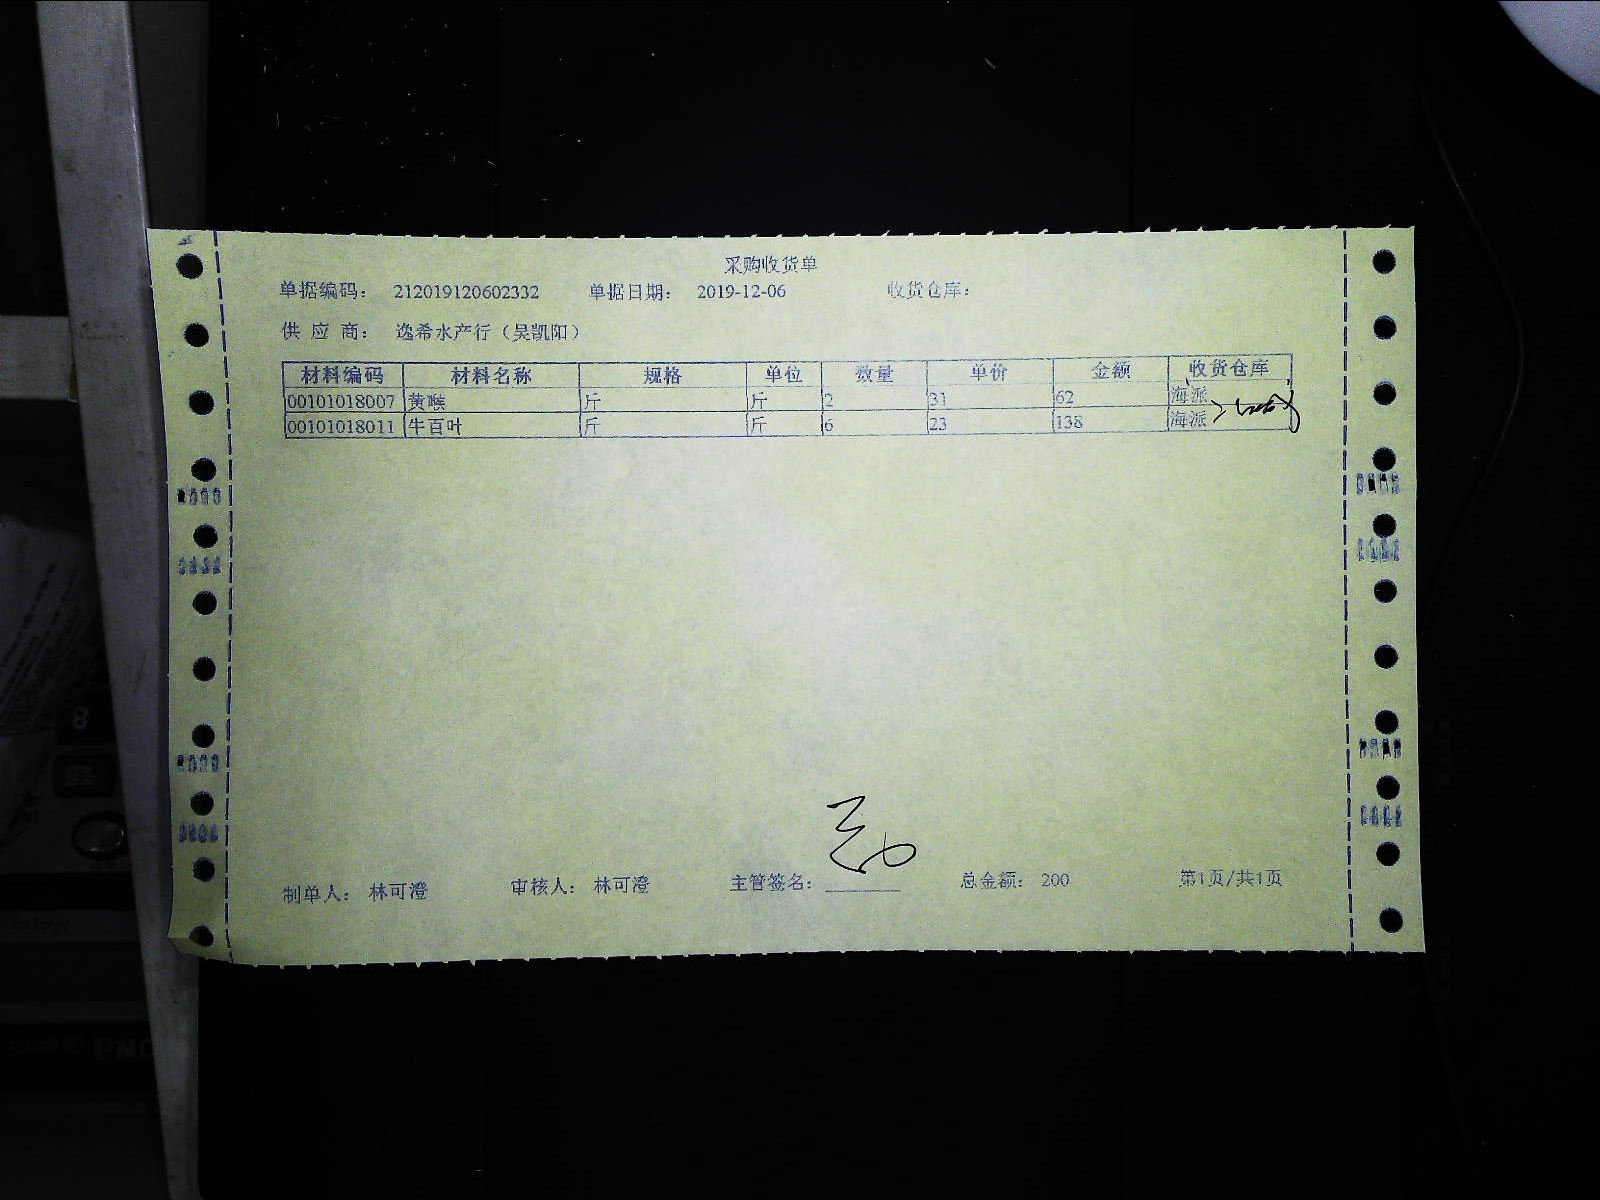 采购收货单
单据编码： 212019120602332 单据日期： 2019-12-06 收货仓库：
供 应 商： 逸希水产行（吴凯阳）
材料编码 材料名称 规格 单位 数量 单价 金额 收货仓库
00101018007 黄喉 斤 斤 2 31 62 海派
00101018011 牛百叶 斤 斤 6 23 138 海派
制单人： 林可澄 审核人： 林可澄 主管签名： 总金额： 200 第1页/共1页